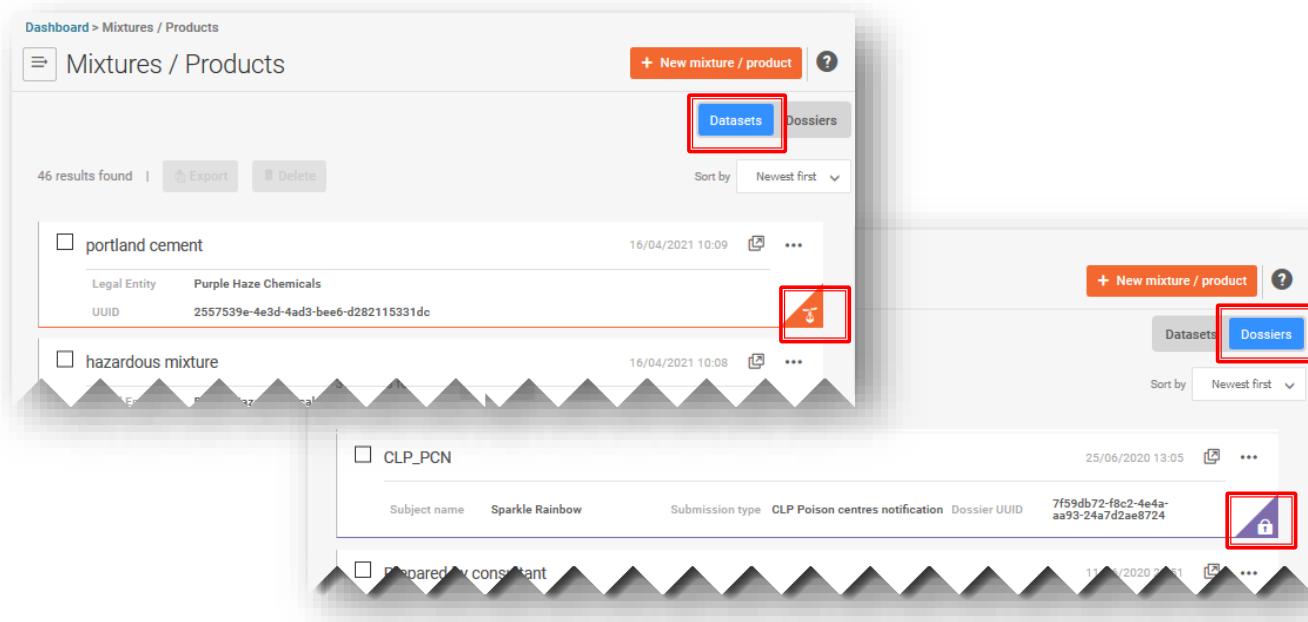 Dashboard > Mixtures / Products
Mixtures / Products
+ New mixture / product
Datasets Dossiers
46 results found | Export Delete
Sort by Newest first
portland cement 16/04/2021 10:09
Legal Entity Purple Haze Chemicals
UUID 2557539e-4e3d-4ad3-bee6-d282115331dc
hazardous mixture 16/04/2021 10:08
+ New mixture / product
Datasets Dossiers
Sort by Newest first
CLP_PCN 25/06/2020 13:05
Subject name Sparkle Rainbow Submission type CLP Poison centres notification Dossier UUID 7f59db72-f8c2-4e4a-
aa93-24a7d2ae8724
Prepared by consultant